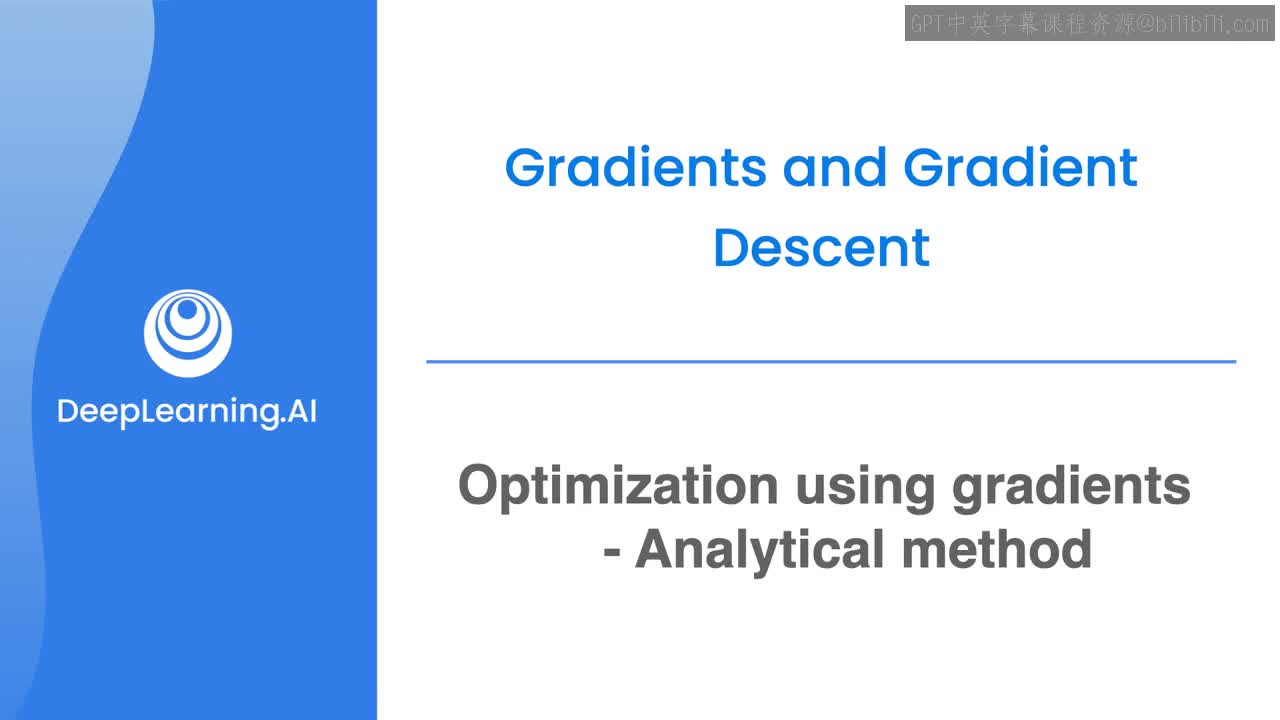 GPT中英字幕课程资源@bilibili.com
Gradients and Gradient
Descent
DeepLearning.AI
Optimization using gradients
- Analytical method